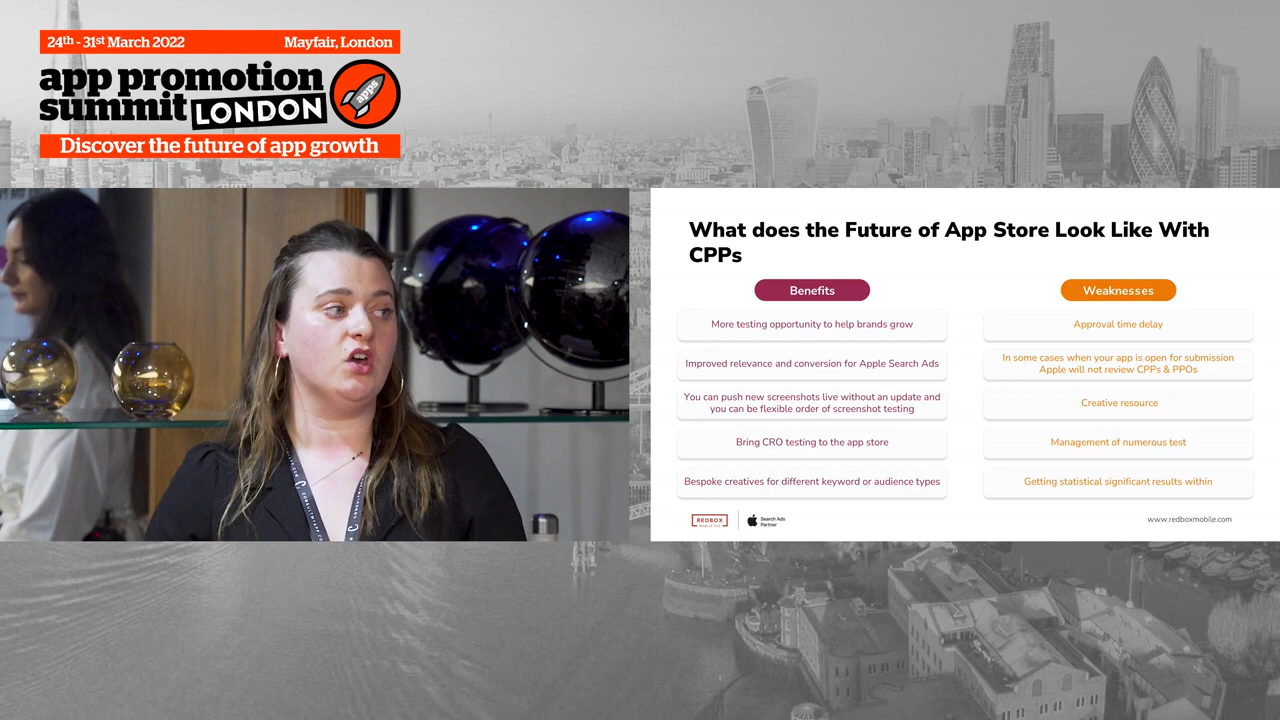 24th - 31st March 2022
Mayfair, London
app promotion
summit LONDON
apps
Discover the future of app growth
What does the Future of App Store Look Like With
CPPs
Benefits
Weaknesses
More testing opportunity to help brands grow
Approval time delay
Improved relevance and conversion for Apple Search Ads
In some cases when your app is open for submission
Apple will not review CPPs & PPOs
You can push new screenshots live without an update and
you can be flexible order of screenshot testing
Creative resource
Bring CRO testing to the app store
Management of numerous test
Bespoke creatives for different keyword or audience types
Getting statistical significant results within
REDBOX
Search Ads
Partner
www.redboxmobile.com